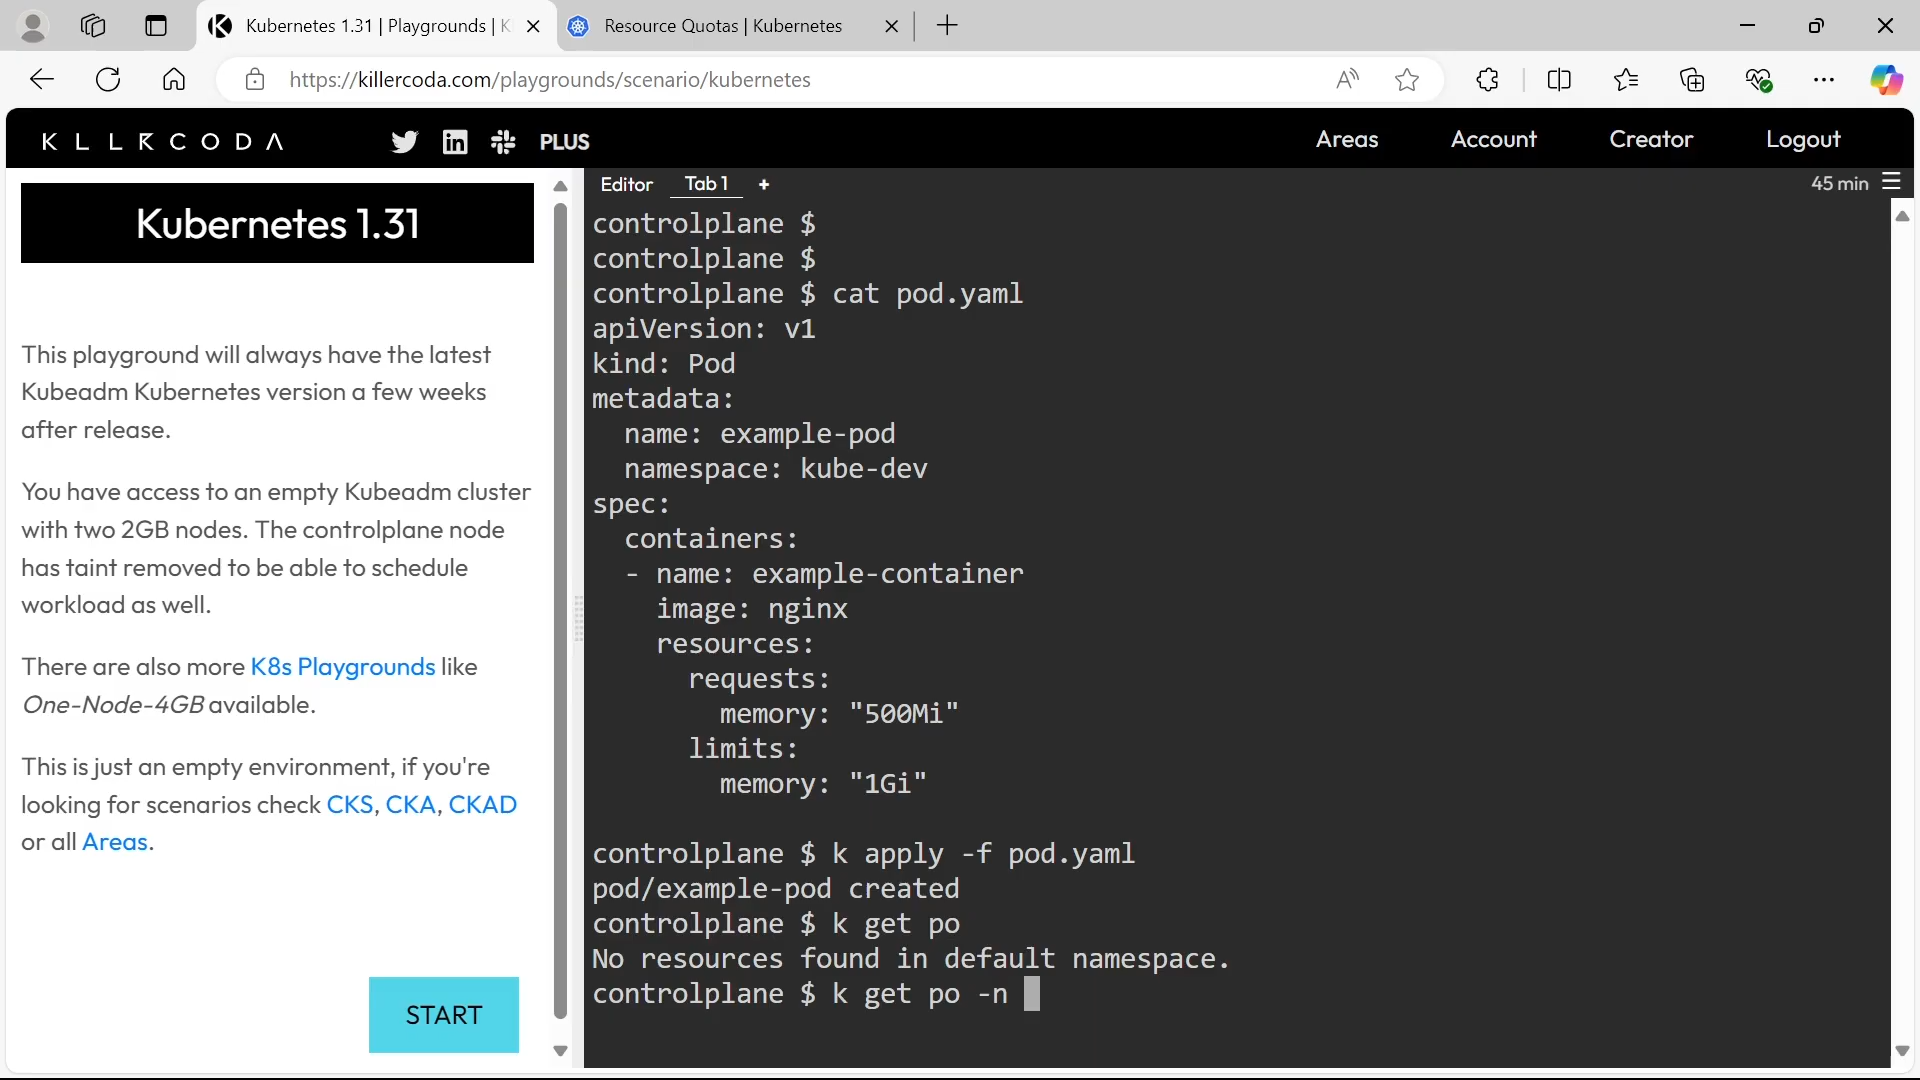 Kubernetes 1.31 | Playgrounds | K
Resource Quotas | Kubernetes
https://killercoda.com/playgrounds/scenario/kubernetes
KLLRCODA
PLUS
Areas
Account
Creator
Logout
Kubernetes 1.31
This playground will always have the latest
Kubeadm Kubernetes version a few weeks
after release.
You have access to an empty Kubeadm cluster
with two 2GB nodes. The controlplane node
has taint removed to be able to schedule
workload as well.
There are also more K8s Playgrounds like
One-Node-4GB available.
This is just an empty environment, if you're
looking for scenarios check CKS, CKA, CKAD
or all Areas.
START
Editor
Tab 1
+
45 min
controlplane $
controlplane $
controlplane $ cat pod.yaml
apiVersion: v1
kind: Pod
metadata:
  name: example-pod
  namespace: kube-dev
spec:
  containers:
  - name: example-container
    image: nginx
    resources:
      requests:
        memory: "500Mi"
      limits:
        memory: "1Gi"
controlplane $ k apply -f pod.yaml
pod/example-pod created
controlplane $ k get po
No resources found in default namespace.
controlplane $ k get po -n